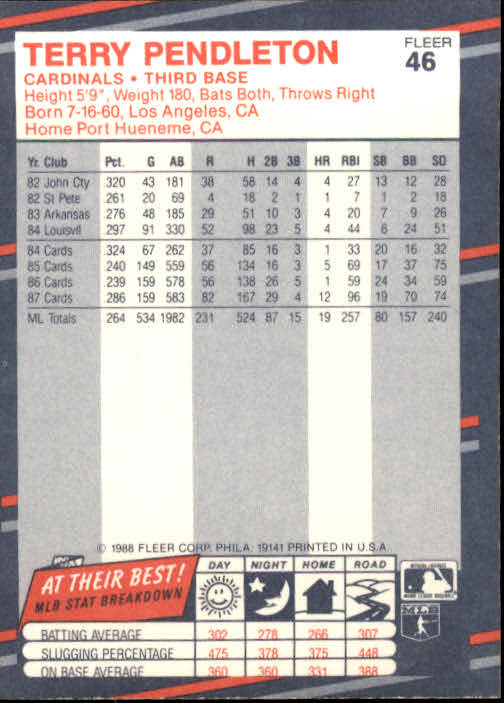 TERRY PENDLETON
FLEER
46
CARDINALS • THIRD BASE
Height 5'9", Weight 180, Bats Both, Throws Right
Born 7-16-60, Los Angeles, CA
Home Port Hueneme, CA
Yr. Club Pct. G AB R H 2B 3B HR RBI SB BB SO
82 John Cty .320 43 181 38 58 14 4 4 27 13 12 28
82 St Pete .261 20 69 4 18 2 1 1 7 1 2 18
83 Arkansas .276 48 185 29 51 10 3 4 20 7 9 26
84 Louisvil .297 91 330 52 98 23 5 4 44 6 24 51
84 Cards .324 67 262 37 85 16 3 1 33 20 16 32
85 Cards .240 149 559 56 134 16 3 5 69 17 37 75
86 Cards .239 159 578 56 138 26 5 1 59 24 34 59
87 Cards .286 159 583 82 167 29 4 12 96 19 70 74
ML Totals .264 534 1982 231 524 87 15 19 257 80 157 240
© 1988 FLEER CORP. PHILA. 19141 PRINTED IN U.S.A.
AT THEIR BEST!
MLB STAT BREAKDOWN
DAY NIGHT HOME ROAD
BATTING AVERAGE .302 .278 .266 .307
SLUGGING PERCENTAGE .475 .378 .375 .448
ON BASE AVERAGE .360 .360 .331 .388